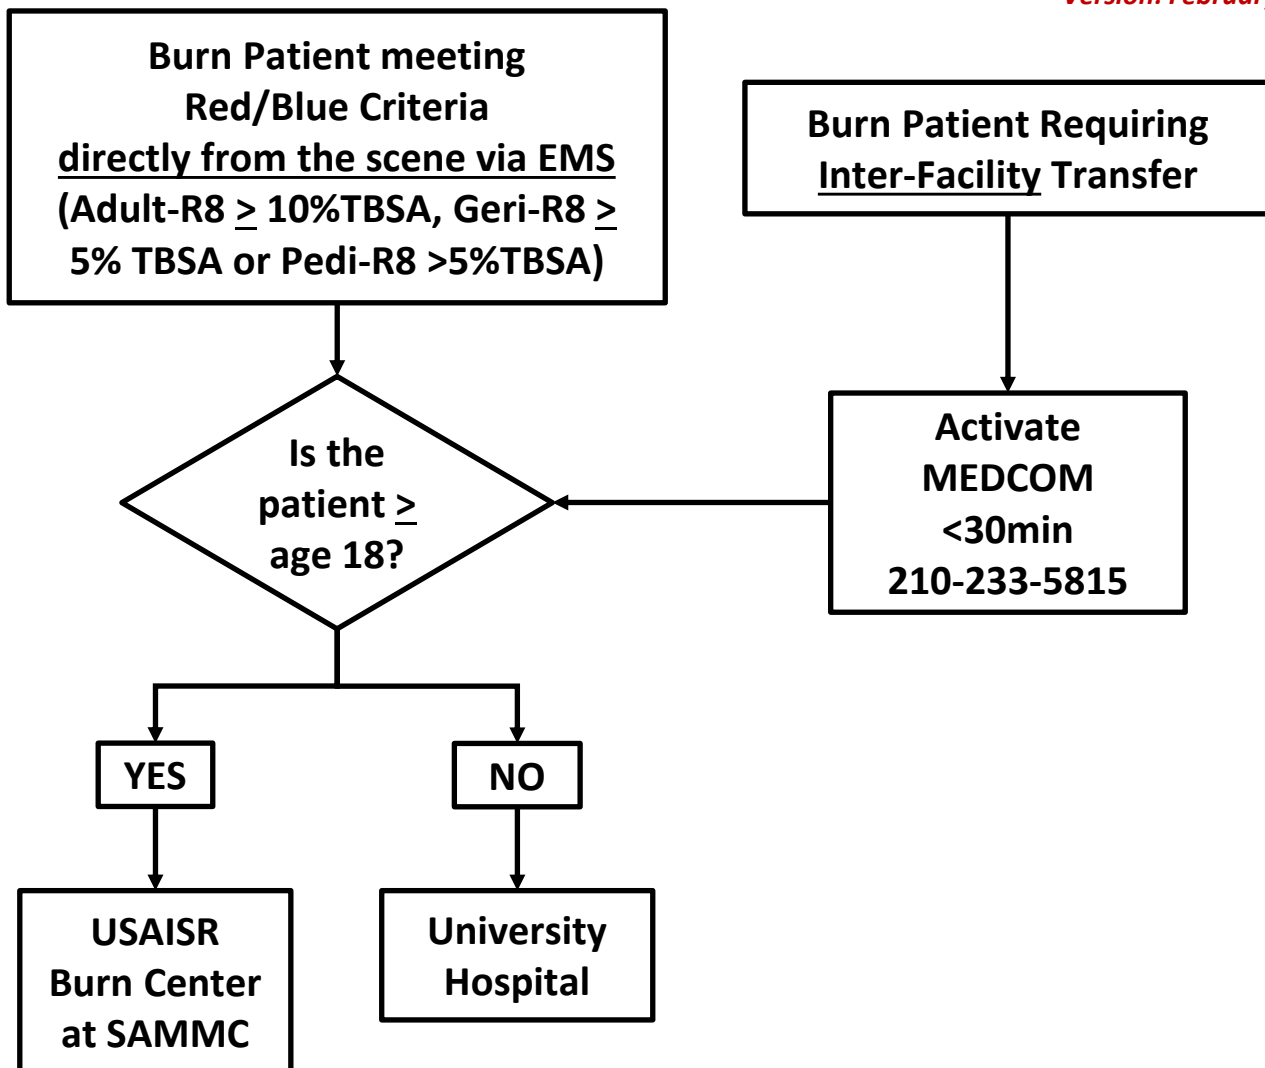 Version: February
Burn Patient meeting
Red/Blue Criteria
directly from the scene via EMS
(Adult-R8 ≥ 10%TBSA, Geri-R8 ≥
5% TBSA or Pedi-R8 >5%TBSA)
Burn Patient Requiring
Inter-Facility Transfer
Is the
patient ≥
age 18?
Activate
MEDCOM
<30min
210-233-5815
YES
NO
USAISR
Burn Center
at SAMMC
University
Hospital